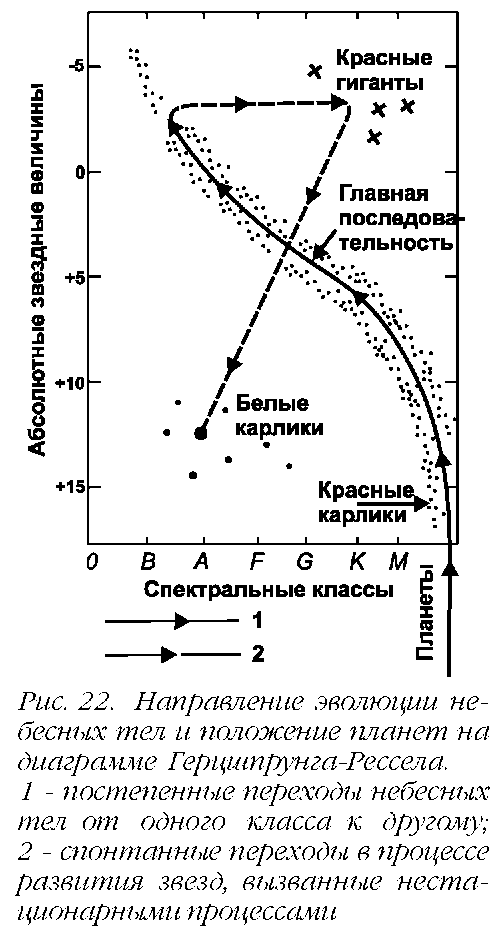 Абсолютные звездные величины
-5
0
+5
+10
+15
Красные
гиганты
Главная
последова-
тельность
Белые
карлики
Красные
карлики
О B A F G K M
Спектральные классы
Планеты
1
2
Рис. 22. Направление эволюции не-
бесных тел и положение планет на
диаграмме Герцшпрунга-Рессела.
1 - постепенные переходы небесных
тел от одного класса к другому;
2 - спонтанные переходы в процессе
развития звезд, вызванные неста-
ционарными процессами